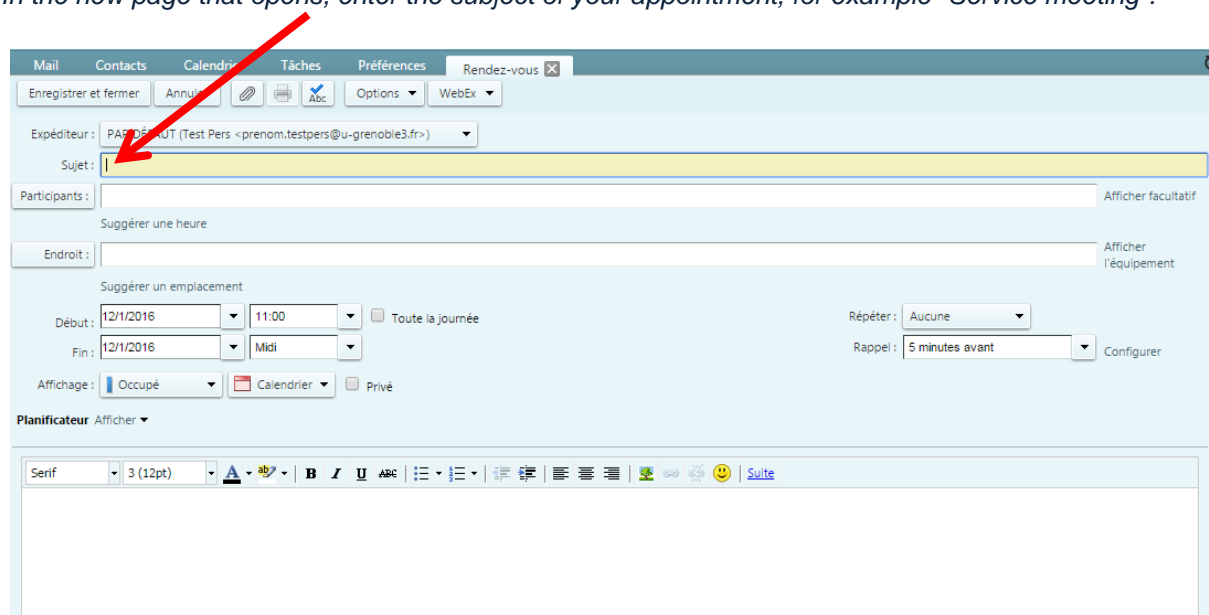 in the new page that opens, enter the subject of your appointment, for example "Service meeting".
Mail Contacts Calendrier Tâches Préférences Rendez-vous
Enregistrer et fermer Annuler Abc Options WebEx
Expéditeur : PAR DÉFAUT (Test Pers <prenom.testpers@u-grenoble3.fr>)
Sujet :
Participants : Afficher facultatif
Suggérer une heure
Endroit : Afficher
l'équipement
Suggérer un emplacement
Début : 12/1/2016 11:00 Toute la journée Répéter : Aucune
Fin : 12/1/2016 Midi Rappel : 5 minutes avant Configurer
Affichage : Occupé Calendrier Privé
Planificateur Afficher
Serif 3 (12pt) A ab B I U ABC Suite